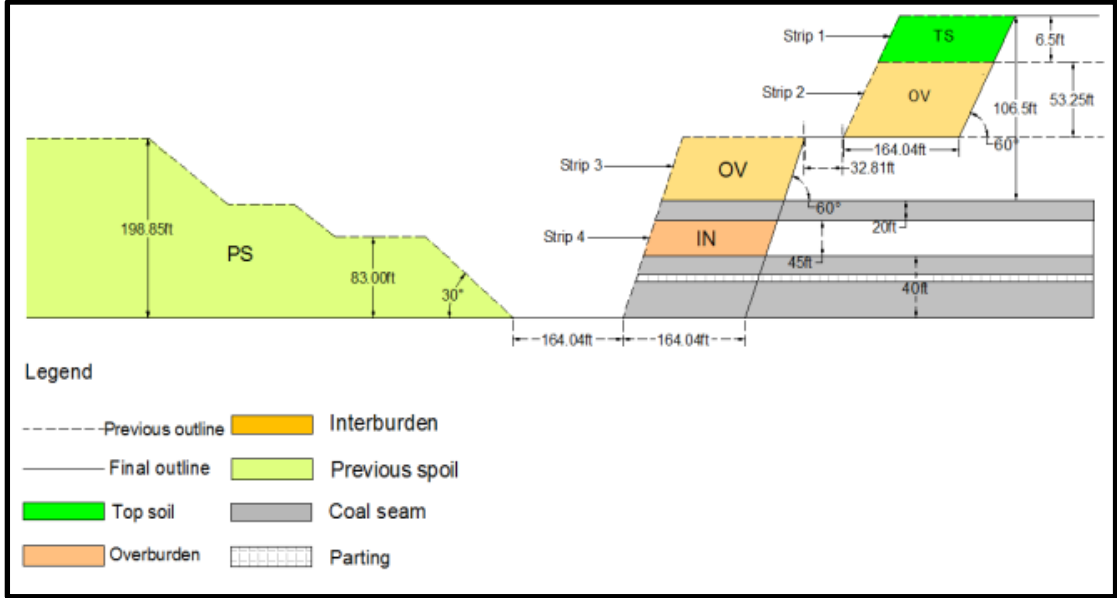 Strip 1
TS
6.5ft
Strip 2
OV
106.5ft
53.25ft
60°
164.04ft
32.81ft
Strip 3
OV
60°
198.85ft
PS
83.00ft
30°
Strip 4
IN
20ft
45ft
40ft
164.04ft
164.04ft
Legend
Previous outline
Interburden
Final outline
Previous spoil
Top soil
Coal seam
Overburden
Parting